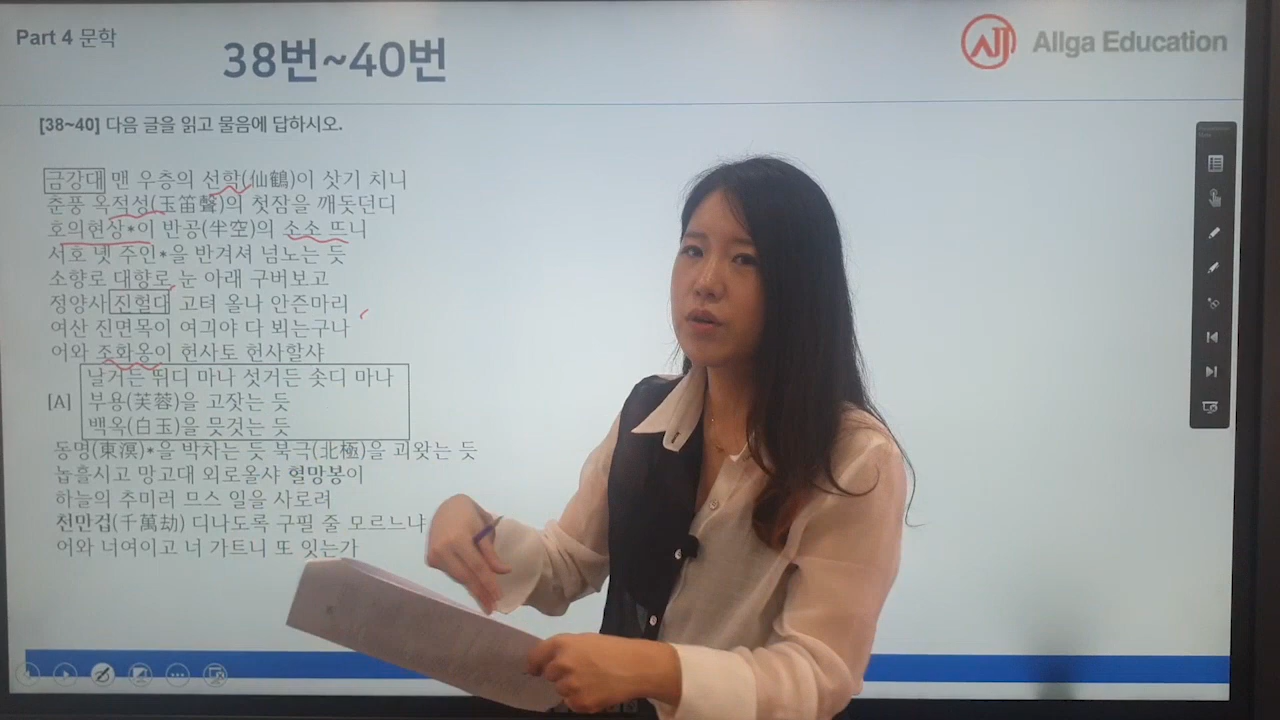 Part 4 문학
38번~40번
AJ Allga Education
[38~40] 다음 글을 읽고 물음에 답하시오.
금강대 맨 우층의 선학(仙鶴)이 삿기 치니
춘풍 옥적성(玉笛聲)의 첫잠을 깨돗던디
호의현상*이 반공(半空)의 소소 뜨니
서호 녯 주인*을 반겨셔 넘노는 듯
소향로 대향로 눈 아래 구버보고
정양사 진헐대 고텨 올나 안즌마리
여산 진면목이 여긔야 다 뵈는구나
어와 조화옹이 헌사토 헌사할샤
날거든 뛰디 마나 섯거든 솟디 마나
[A] 부용(芙蓉)을 고잣는 듯
백옥(白玉)을 믓것는 듯
동명(東溟)*을 박차는 듯 북극(北極)을 괴왓는 듯
놉흘시고 망고대 외로올샤 혈망봉이
하늘의 추미러 므스 일을 사로려
천만겁(千萬劫) 디나도록 구필 줄 모르느냐
어와 너여이고 너 가트니 또 잇는가